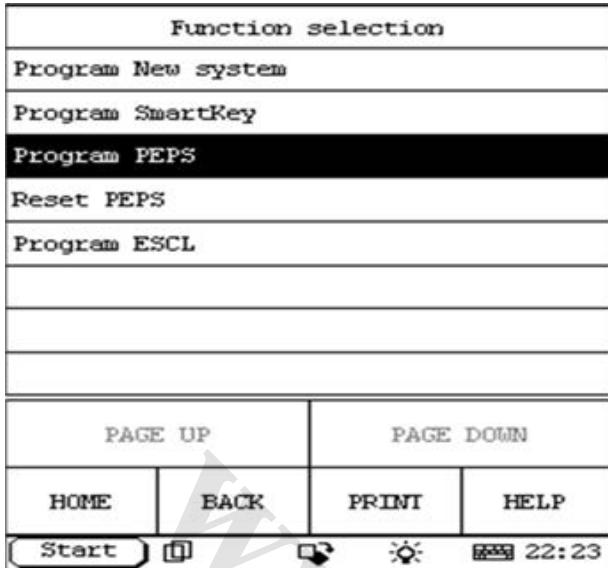 Function selection
Program New system
Program SmartKey
Program PEPS
Reset PEPS
Program ESCL
PAGE UP PAGE DOWN
HOME BACK PRINT HELP
Start 22:23